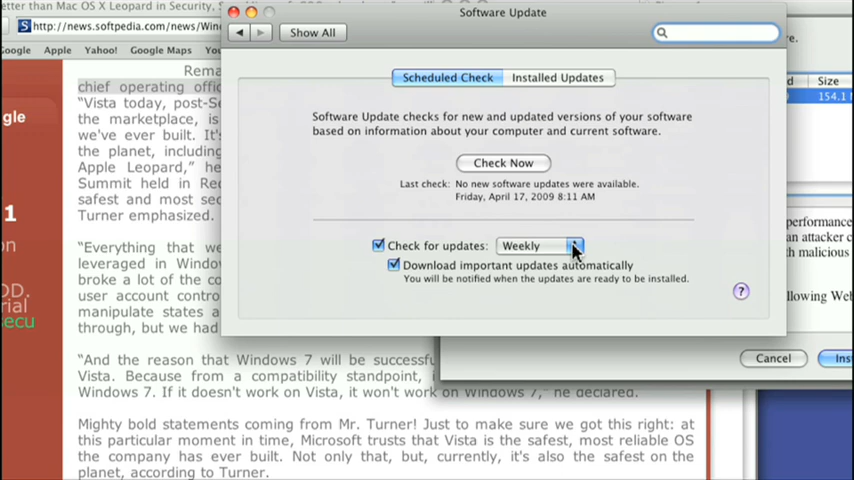 etter than Mac OS X Leopard in Security, S
Software Update
http://news.softpedia.com/news/Win
Show All
re.
Google Apple Yahoo! Google Maps You
Scheduled Check Installed Updates
d Size
154.1 M
Rema
chief operating offic
“Vista today, post-Se
the marketplace, is
we've ever built. It's
the planet, including
Apple Leopard,” he
Summit held in Rec
safest and most sec
Turner emphasized.
gle
1
on
OD.
rial
ecu
Software Update checks for new and updated versions of your software
based on information about your computer and current software.
Check Now
Last check: No new software updates were available.
Friday, April 17, 2009 8:11 AM
Check for updates: Weekly
Download important updates automatically
You will be notified when the updates are ready to be installed.
?
performance
an attacker c
th malicious
llowing Web
Cancel Ins
“Everything that we
leveraged in Window
broke a lot of the co
user account contro
manipulate states a
through, but we had
“And the reason that Windows 7 will be successfu
Vista. Because from a compatibility standpoint, i
Windows 7. If it doesn't work on Vista, it won't work on Windows 7,” he declared.
Mighty bold statements coming from Mr. Turner! Just to make sure we got this right: at
this particular moment in time, Microsoft trusts that Vista is the safest, most reliable OS
the company has ever built. Not only that, but, currently, it's also the safest on the
planet, according to Turner.